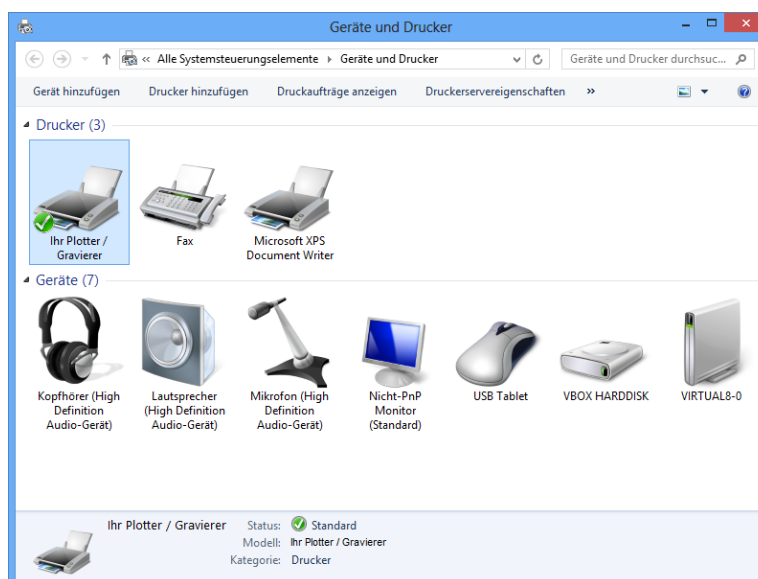 Geräte und Drucker
« Alle Systemsteuerungselemente ▸ Geräte und Drucker
Geräte und Drucker durchsuc...
Gerät hinzufügen Drucker hinzufügen Druckaufträge anzeigen Druckerservereigenschaften »
Drucker (3)
Ihr Plotter /
Gravierer
Fax
Microsoft XPS
Document Writer
Geräte (7)
Kopfhörer (High
Definition
Audio-Gerät)
Lautsprecher
(High Definition
Audio-Gerät)
Mikrofon (High
Definition
Audio-Gerät)
Nicht-PnP
Monitor
(Standard)
USB Tablet
VBOX HARDDISK
VIRTUAL8-0
Ihr Plotter / Gravierer Status: Standard
Modell: Ihr Plotter / Gravierer
Kategorie: Drucker